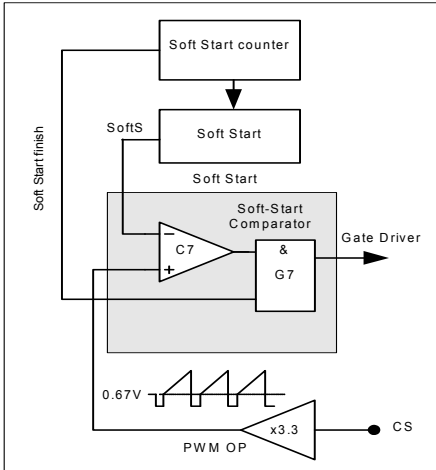 Soft Start counter
Soft Start finish
SoftS
Soft Start
Soft Start
Soft-Start
Comparator
−
C7
+
&
G7
Gate Driver
0.67V
x3.3
CS
PWM OP